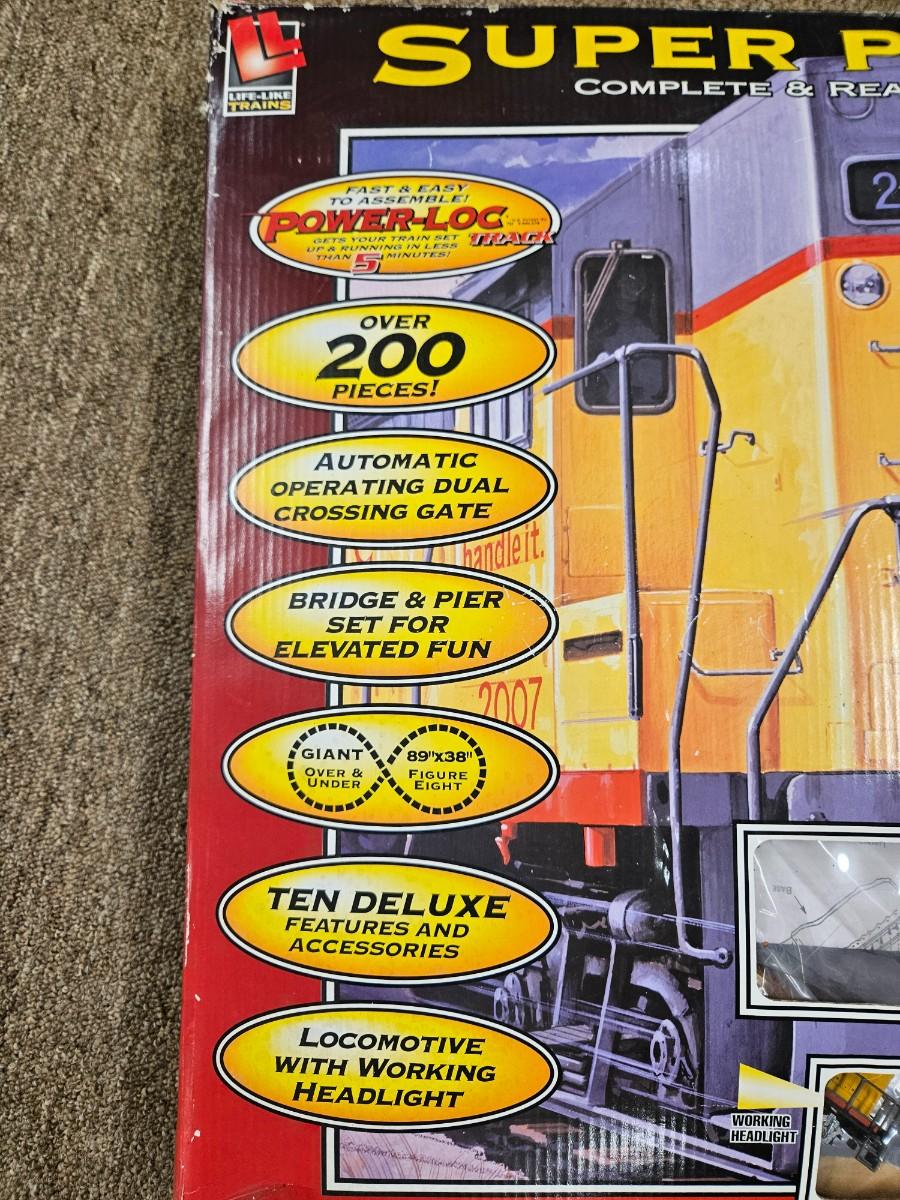 LIFE-LIKE
TRAINS
SUPER P
COMPLETE & REA
2
FAST & EASY
TO ASSEMBLE!
POWER-LOC
TRACK
GETS YOUR TRAIN SET
UP & RUNNING IN LESS
THAN 5 MINUTES!
OVER
200
PIECES!
AUTOMATIC
OPERATING DUAL
CROSSING GATE
handle it.
BRIDGE & PIER
SET FOR
ELEVATED FUN
2007
GIANT
OVER &
UNDER
89"x38"
FIGURE
EIGHT
BASE
TEN DELUXE
FEATURES AND
ACCESSORIES
LOCOMOTIVE
WITH WORKING
HEADLIGHT
WORKING
HEADLIGHT